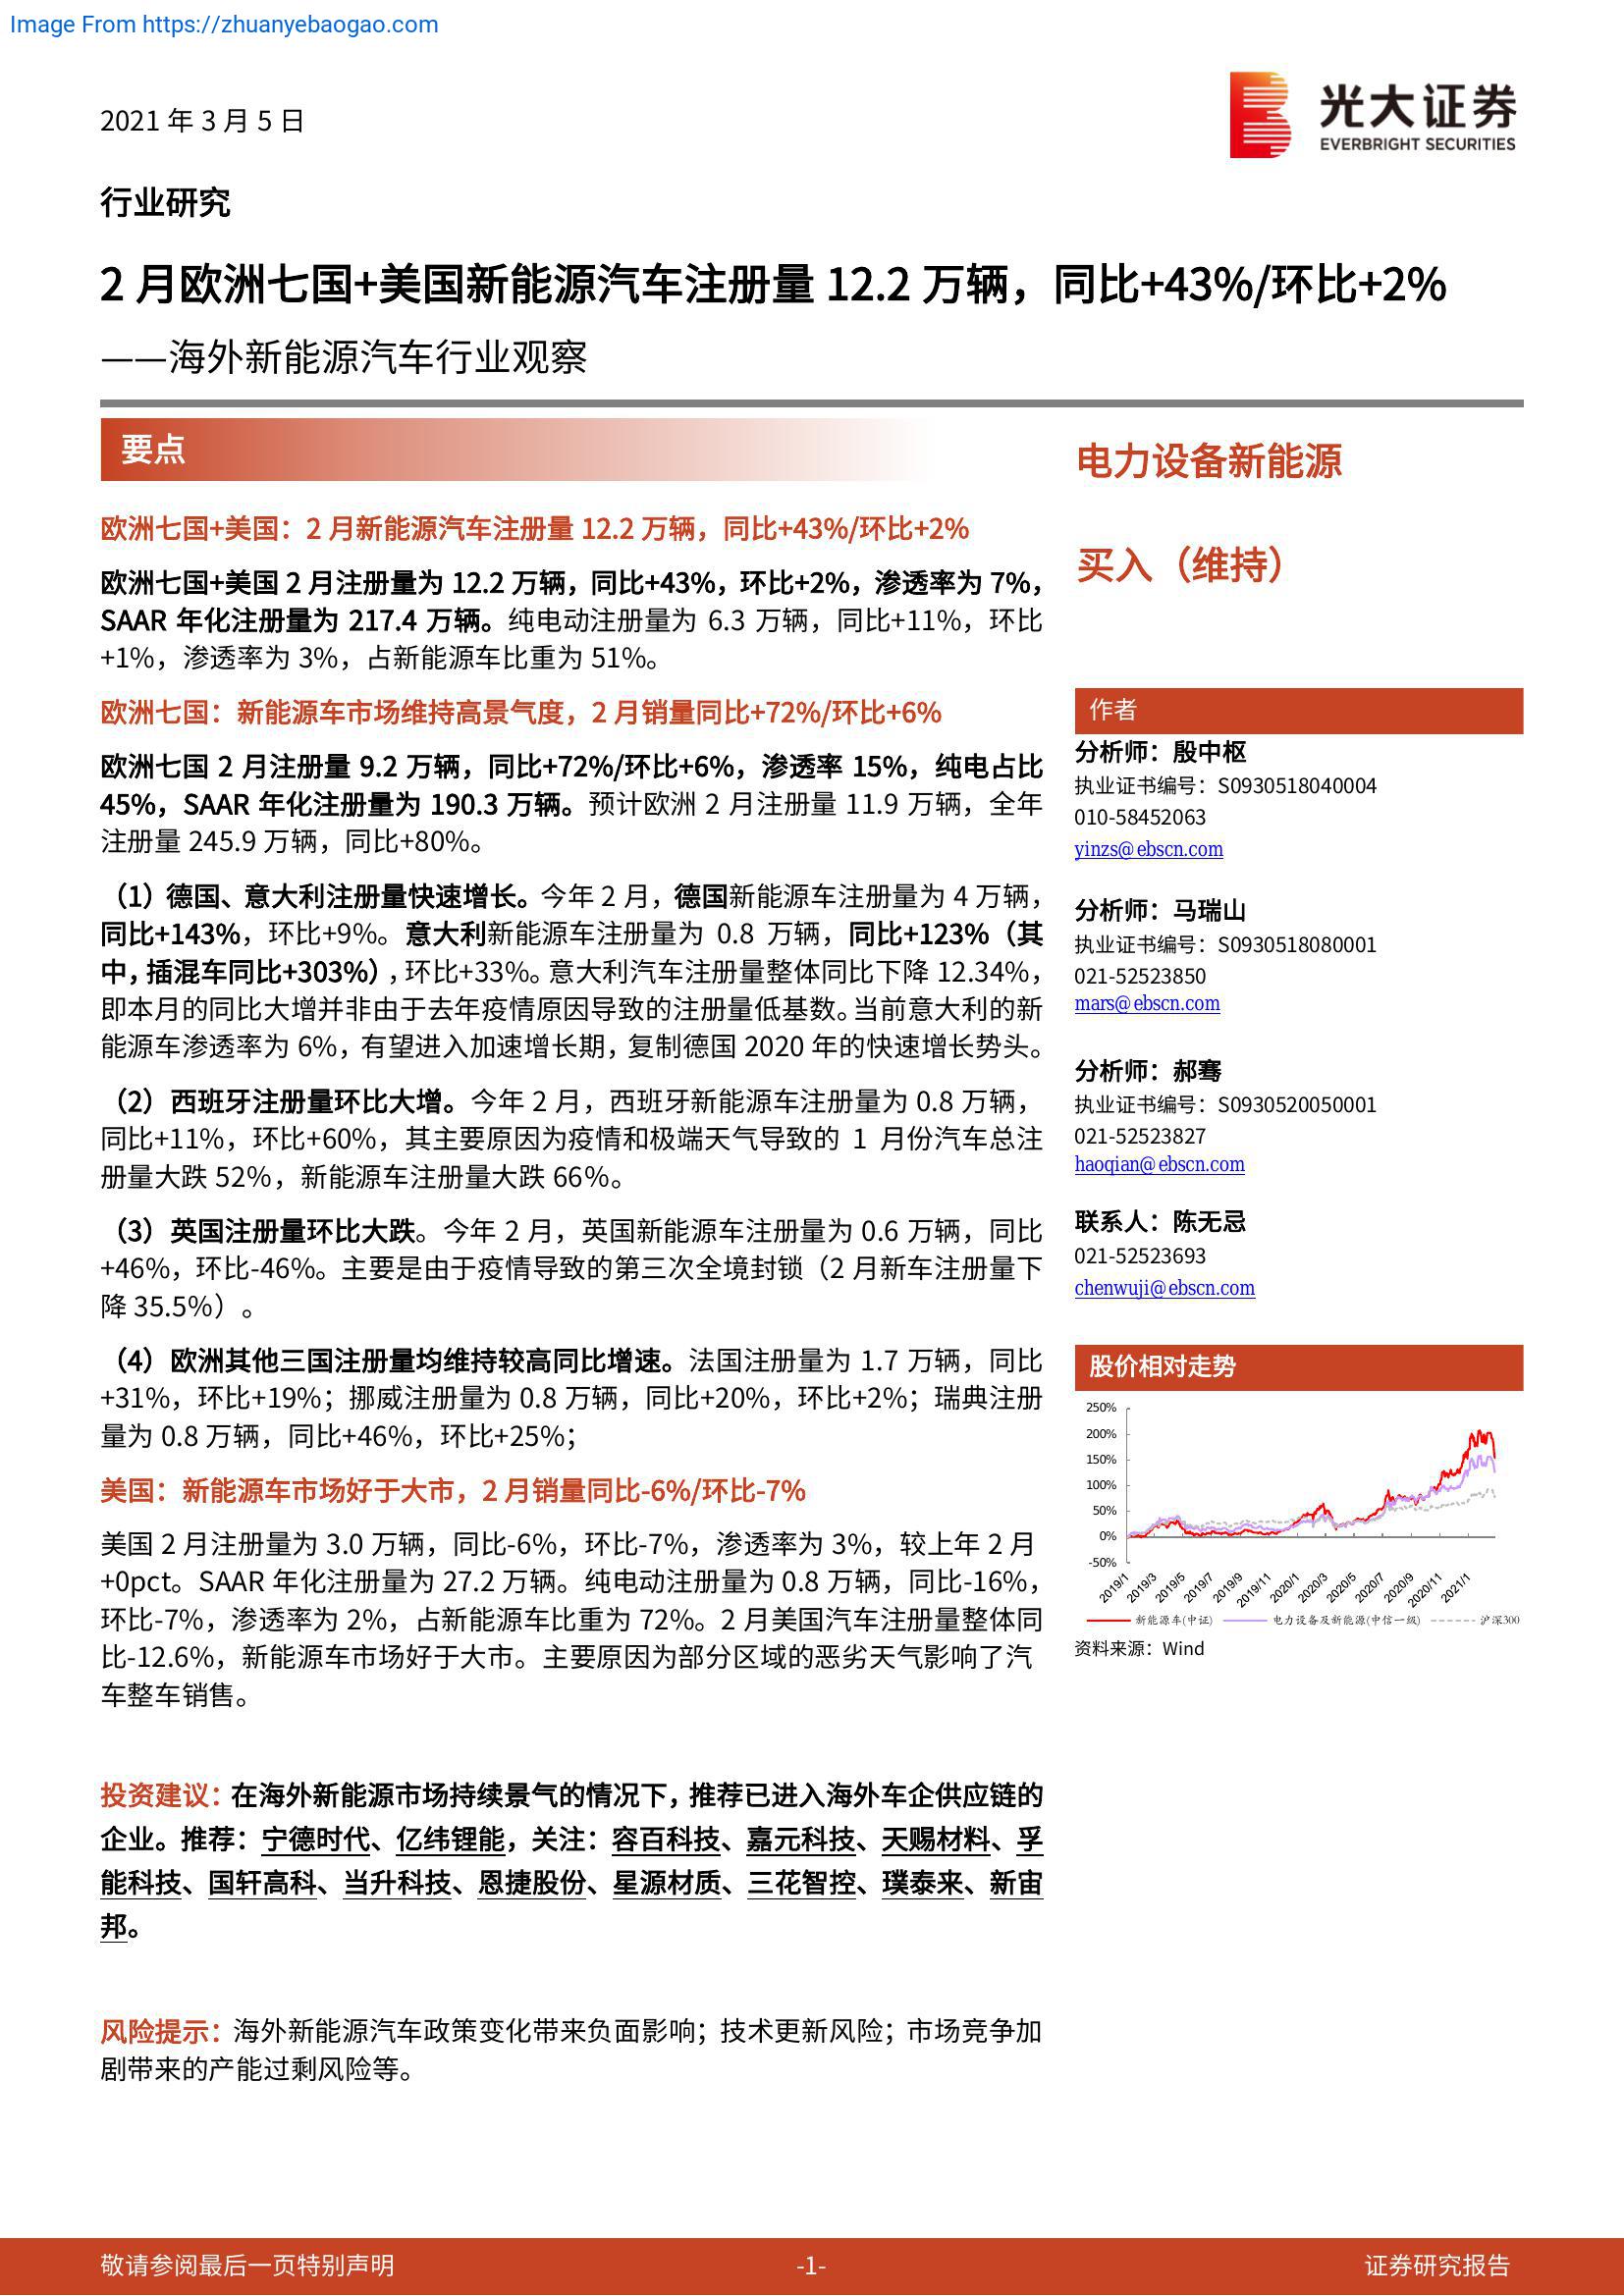 Image From https://zhuanyebaogao.com
2021 年 3 月 5 日
光大证券
EVERBRIGHT SECURITIES
行业研究
2 月欧洲七国+美国新能源汽车注册量 12.2 万辆，同比+43%/环比+2%
——海外新能源汽车行业观察
要点
欧洲七国+美国：2 月新能源汽车注册量 12.2 万辆，同比+43%/环比+2%
欧洲七国+美国 2 月注册量为 12.2 万辆，同比+43%，环比+2%，渗透率为 7%，
SAAR 年化注册量为 217.4 万辆。纯电动注册量为 6.3 万辆，同比+11%，环比
+1%，渗透率为 3%，占新能源车比重为 51%。
欧洲七国：新能源车市场维持高景气度，2 月销量同比+72%/环比+6%
欧洲七国 2 月注册量 9.2 万辆，同比+72%/环比+6%，渗透率 15%，纯电占比
45%，SAAR 年化注册量为 190.3 万辆。预计欧洲 2 月注册量 11.9 万辆，全年
注册量 245.9 万辆，同比+80%。
（1）德国、意大利注册量快速增长。今年 2 月，德国新能源车注册量为 4 万辆，
同比+143%，环比+9%。意大利新能源车注册量为 0.8 万辆，同比+123%（其
中，插混车同比+303%），环比+33%。意大利汽车注册量整体同比下降 12.34%，
即本月的同比大增并非由于去年疫情原因导致的注册量低基数。当前意大利的新
能源车渗透率为 6%，有望进入加速增长期，复制德国 2020 年的快速增长势头。
（2）西班牙注册量环比大增。今年 2 月，西班牙新能源车注册量为 0.8 万辆，
同比+11%，环比+60%，其主要原因为疫情和极端天气导致的 1 月份汽车总注
册量大跌 52%，新能源车注册量大跌 66%。
（3）英国注册量环比大跌。今年 2 月，英国新能源车注册量为 0.6 万辆，同比
+46%，环比-46%。主要是由于疫情导致的第三次全境封锁（2 月新车注册量下
降 35.5%）。
（4）欧洲其他三国注册量均维持较高同比增速。法国注册量为 1.7 万辆，同比
+31%，环比+19%；挪威注册量为 0.8 万辆，同比+20%，环比+2%；瑞典注册
量为 0.8 万辆，同比+46%，环比+25%；
美国：新能源车市场好于大市，2 月销量同比-6%/环比-7%
美国 2 月注册量为 3.0 万辆，同比-6%，环比-7%，渗透率为 3%，较上年 2 月
+0pct。SAAR 年化注册量为 27.2 万辆。纯电动注册量为 0.8 万辆，同比-16%，
环比-7%，渗透率为 2%，占新能源车比重为 72%。2 月美国汽车注册量整体同
比-12.6%，新能源车市场好于大市。主要原因为部分区域的恶劣天气影响了汽
车整车销售。
投资建议：在海外新能源市场持续景气的情况下，推荐已进入海外车企供应链的
企业。推荐：宁德时代、亿纬锂能，关注：容百科技、嘉元科技、天赐材料、孚
能科技、国轩高科、当升科技、恩捷股份、星源材质、三花智控、璞泰来、新宙
邦。
风险提示：海外新能源汽车政策变化带来负面影响；技术更新风险；市场竞争加
剧带来的产能过剩风险等。
电力设备新能源
买入（维持）
作者
分析师：殷中枢
执业证书编号：S0930518040004
010-58452063
yinzs@ebscn.com
分析师：马瑞山
执业证书编号：S0930518080001
021-52523850
mars@ebscn.com
分析师：郝骞
执业证书编号：S0930520050001
021-52523827
haoqian@ebscn.com
联系人：陈无忌
021-52523693
chenwuji@ebscn.com
股价相对走势
250%
200%
150%
100%
50%
0%
-50%
2019/1 2019/3 2019/5 2019/7 2019/9 2019/11 2020/1 2020/3 2020/5 2020/7 2020/9 2020/11 2021/1
新能源车(中证) 电力设备及新能源(中信一级) 沪深300
资料来源：Wind
敬请参阅最后一页特别声明 -1- 证券研究报告